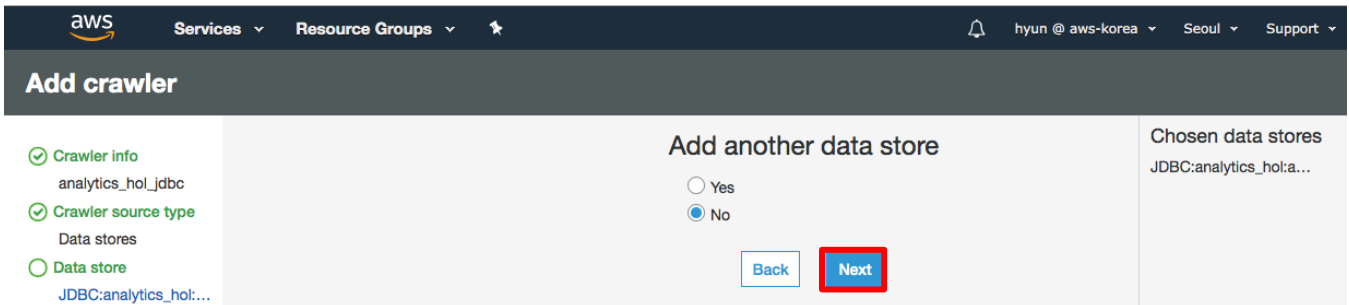 aws Services Resource Groups hyun @ aws-korea Seoul Support
Add crawler
Crawler info
analytics_hol_jdbc
Crawler source type
Data stores
Data store
JDBC:analytics_hol:...
Add another data store
Yes
No
Back Next
Chosen data stores
JDBC:analytics_hol:a...